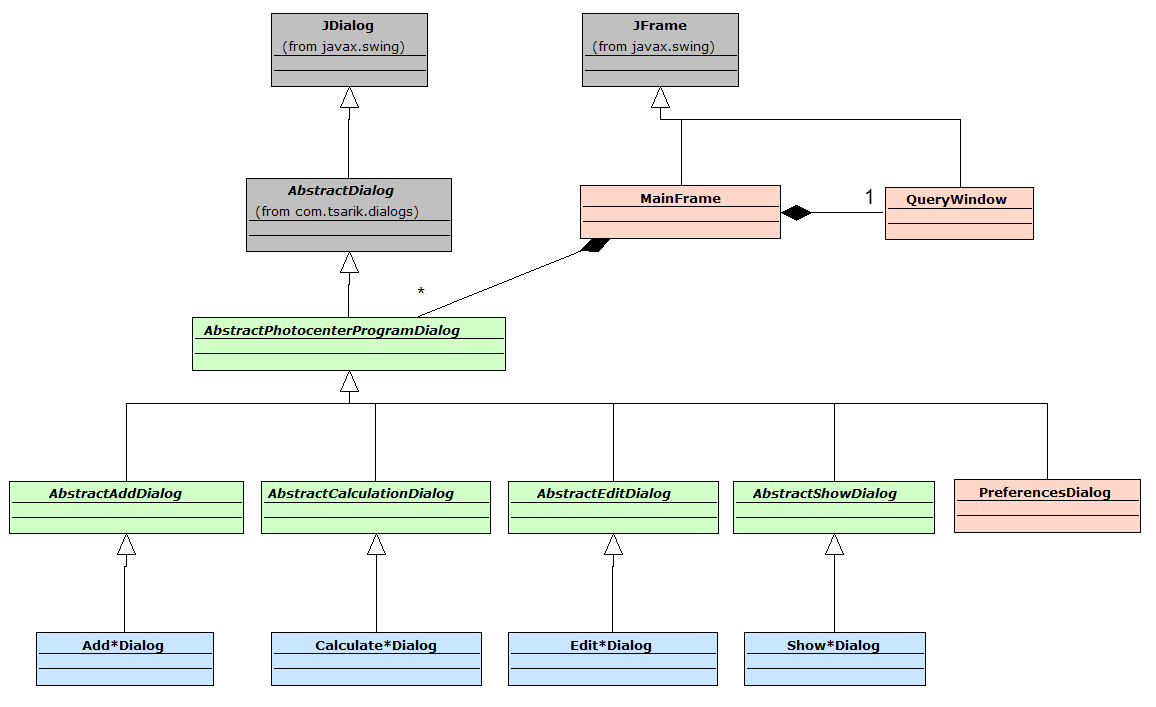 JDialog
(from javax.swing)
JFrame
(from javax.swing)
AbstractDialog
(from com.tsarik.dialogs)
MainFrame
1
QueryWindow
*
AbstractPhotocenterProgramDialog
AbstractAddDialog
AbstractCalculationDialog
AbstractEditDialog
AbstractShowDialog
PreferencesDialog
Add*Dialog
Calculate*Dialog
Edit*Dialog
Show*Dialog